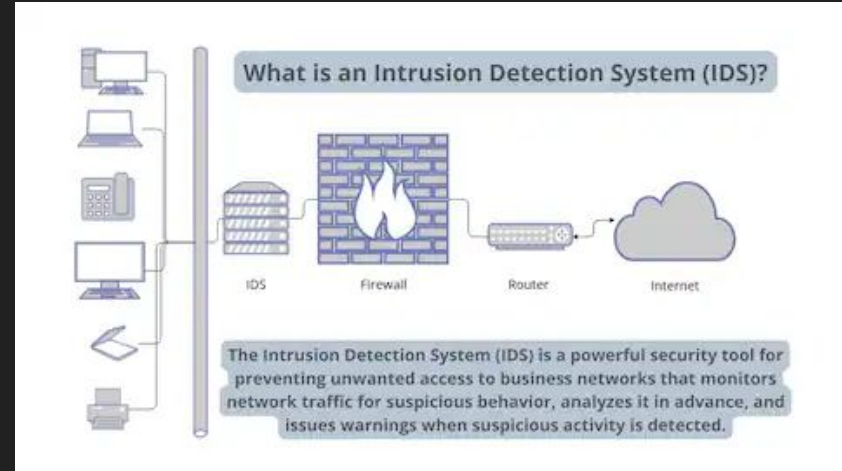 What is an Intrusion Detection System (IDS)?
IDS
Firewall
Router
Internet
The Intrusion Detection System (IDS) is a powerful security tool for
preventing unwanted access to business networks that monitors
network traffic for suspicious behavior, analyzes it in advance, and
issues warnings when suspicious activity is detected.